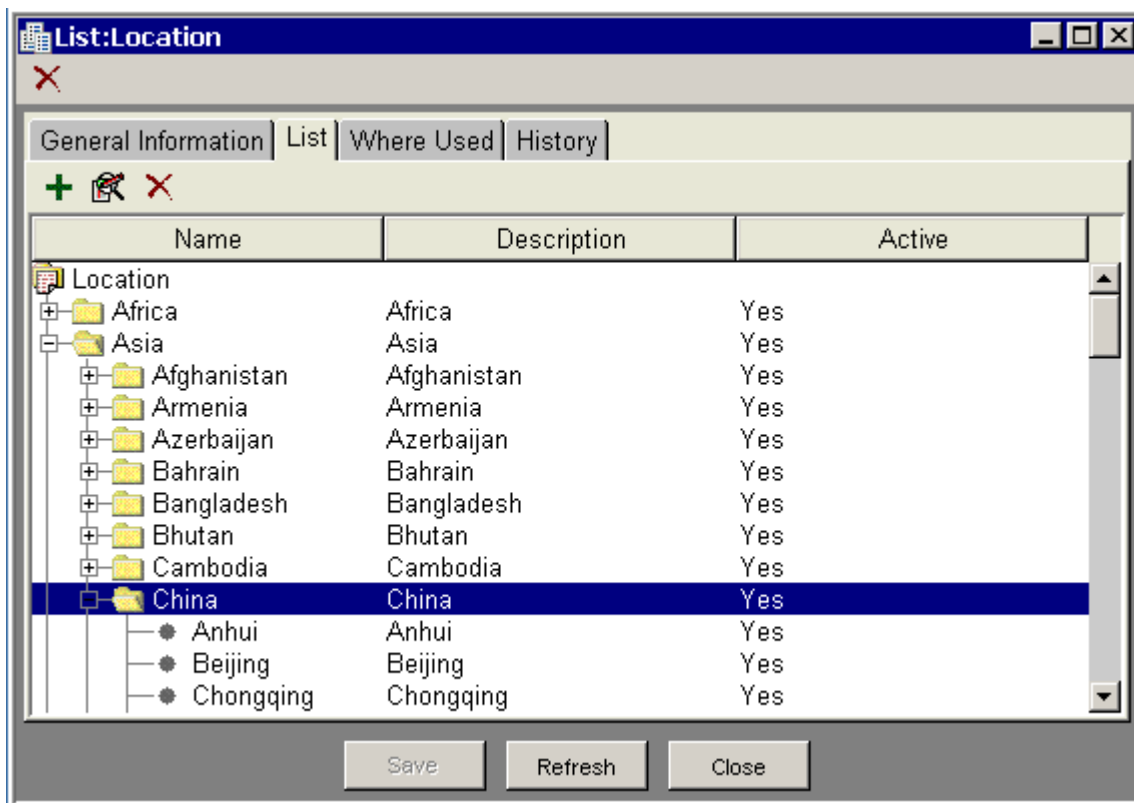 List:Location
General Information List Where Used History
Name Description Active
Location
Africa Africa Yes
Asia Asia Yes
Afghanistan Afghanistan Yes
Armenia Armenia Yes
Azerbaijan Azerbaijan Yes
Bahrain Bahrain Yes
Bangladesh Bangladesh Yes
Bhutan Bhutan Yes
Cambodia Cambodia Yes
China China Yes
Anhui Anhui Yes
Beijing Beijing Yes
Chongqing Chongqing Yes
Save Refresh Close